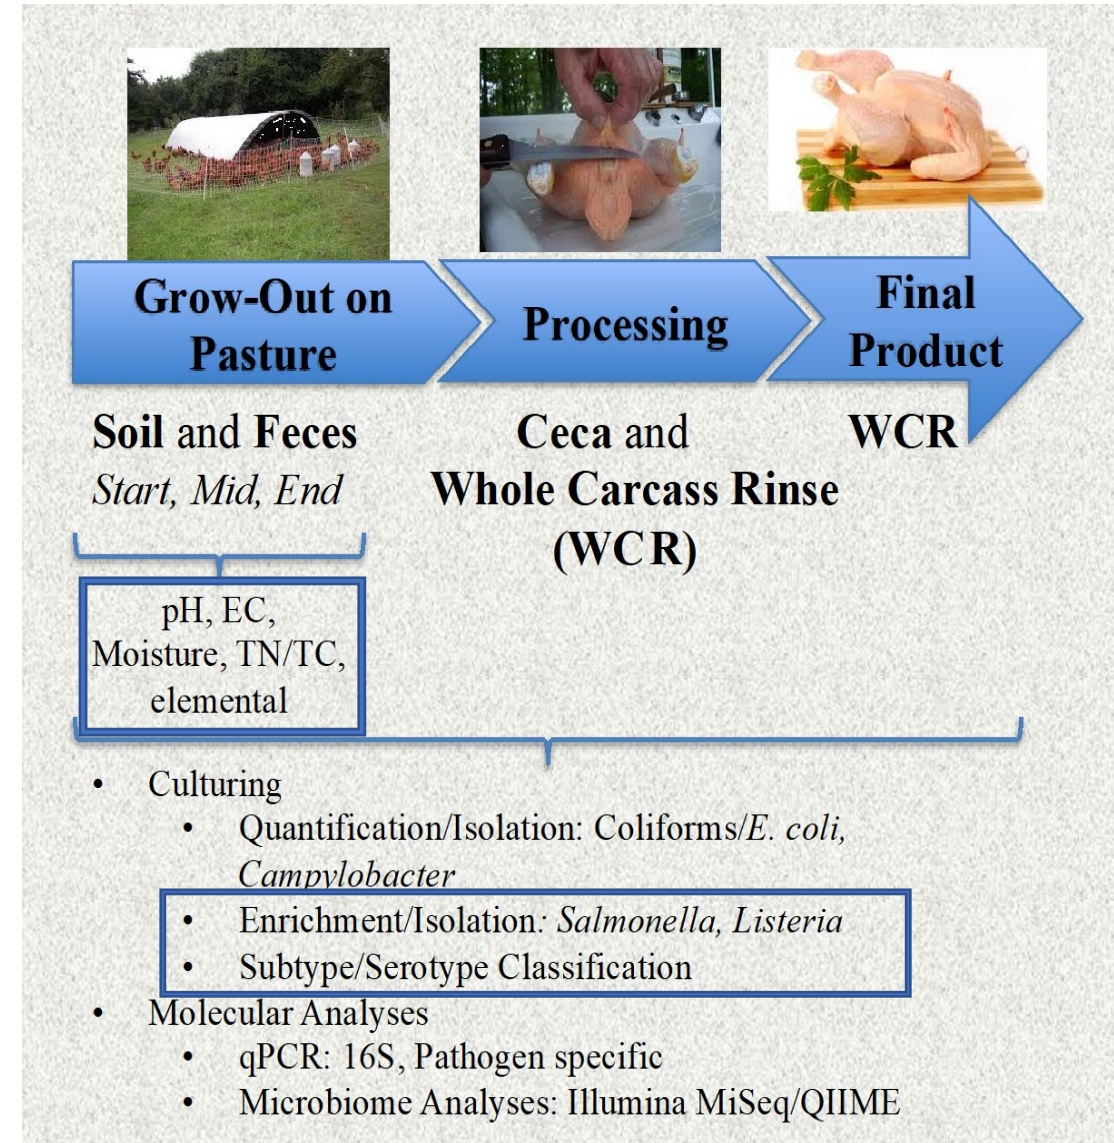 Grow-Out on
Pasture
Processing
Final
Product
Soil and Feces
Start, Mid, End
Ceca and
Whole Carcass Rinse
(WCR)
WCR
pH, EC,
Moisture, TN/TC,
elemental
• Culturing
• Quantification/Isolation: Coliforms/E. coli,
Campylobacter
• Enrichment/Isolation: Salmonella, Listeria
• Subtype/Serotype Classification
• Molecular Analyses
• qPCR: 16S, Pathogen specific
• Microbiome Analyses: Illumina MiSeq/QIIME